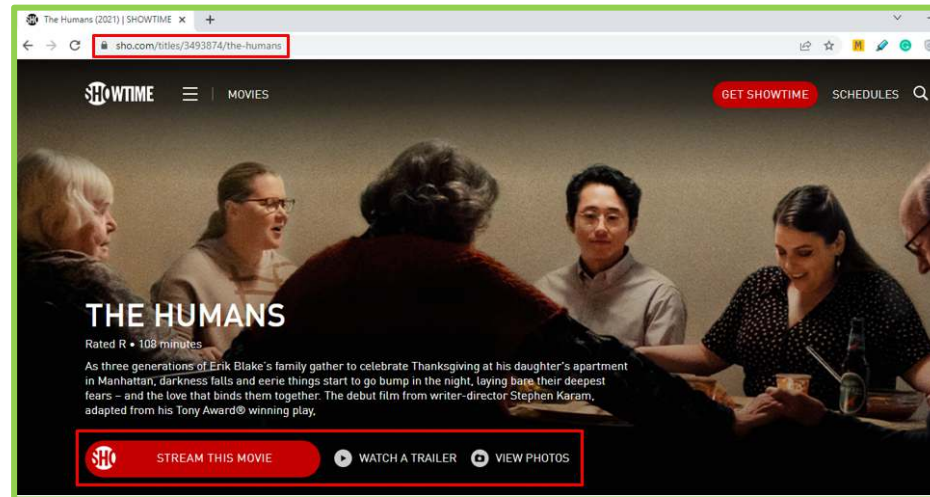 The Humans (2021) | SHOWTIME
sho.com/titles/3493874/the-humans
SHOWTIME
MOVIES
GET SHOWTIME
SCHEDULES
THE HUMANS
Rated R • 108 minutes
As three generations of Erik Blake's family gather to celebrate Thanksgiving at his daughter's apartment
in Manhattan, darkness falls and eerie things start to go bump in the night, laying bare their deepest
fears – and the love that binds them together. The debut film from writer-director Stephen Karam,
adapted from his Tony Award® winning play,
SHO
STREAM THIS MOVIE
WATCH A TRAILER
VIEW PHOTOS